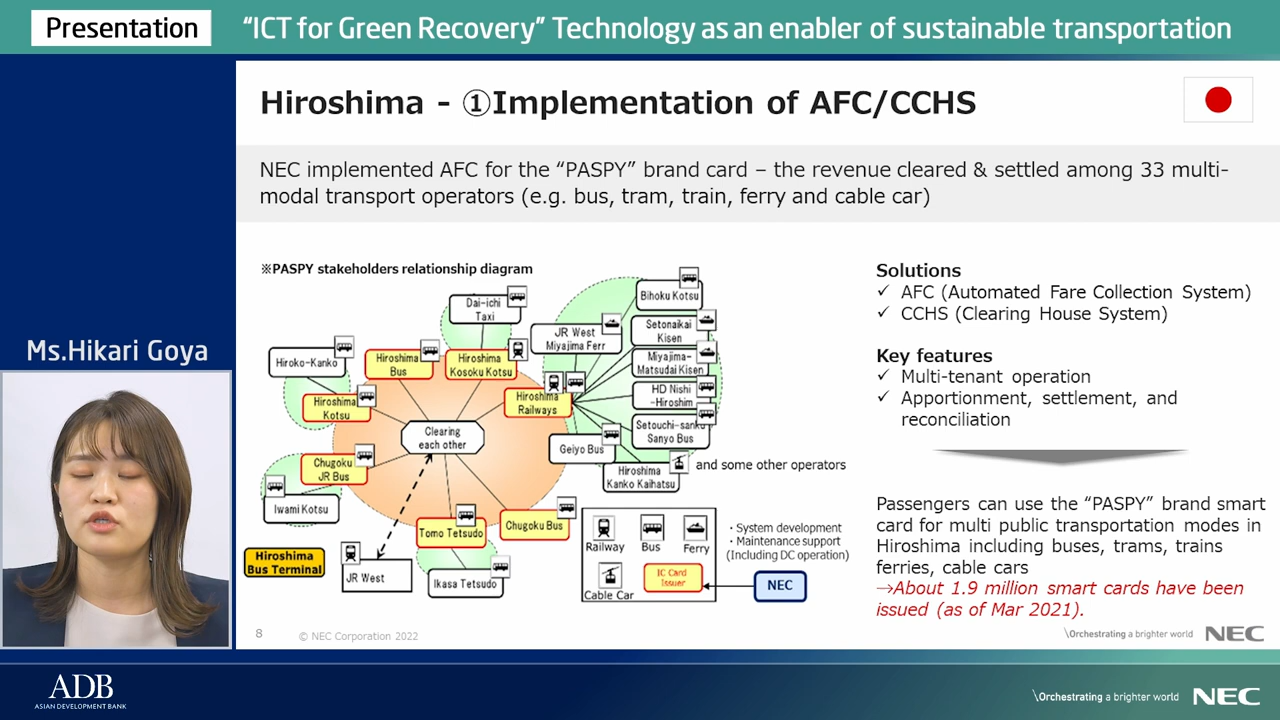 Presentation
“ICT for Green Recovery” Technology as an enabler of sustainable transportation
Hiroshima - ①Implementation of AFC/CCHS
NEC implemented AFC for the “PASPY” brand card – the revenue cleared & settled among 33 multi-
modal transport operators (e.g. bus, tram, train, ferry and cable car)
Ms.Hikari Goya
※PASPY stakeholders relationship diagram
Dai-ichi
Taxi
Bihoku Kotsu
JR West
Miyajima Ferr
Setonaikai
Kisen
Hiroko-Kanko
Hiroshima
Bus
Hiroshima
Kosoku Kotsu
Miyajima-
Matsudai Kisen
Hiroshima
Kotsu
Hiroshima
Railways
HD Nishi
-Hiroshim
Clearing
each other
Setouchi-sanku
Sanyo Bus
Geiyo Bus
Chugoku
JR Bus
Hiroshima
Kanko Kaihatsu
and some other operators
Iwami Kotsu
Tomo Tetsudo
Chugoku Bus
Hiroshima
Bus Terminal
JR West
Ikasa Tetsudo
Railway
Bus
Ferry
Cable Car
IC Card
Issuer
・System development
・Maintenance support
(Including DC operation)
NEC
Solutions
✓ AFC (Automated Fare Collection System)
✓ CCHS (Clearing House System)
Key features
✓ Multi-tenant operation
✓ Apportionment, settlement, and
reconciliation
Passengers can use the “PASPY” brand smart
card for multi public transportation modes in
Hiroshima including buses, trams, trains
ferries, cable cars
→About 1.9 million smart cards have been
issued (as of Mar 2021).
8
© NEC Corporation 2022
\Orchestrating a brighter world NEC
ADB
ASIAN DEVELOPMENT BANK
\Orchestrating a brighter world NEC